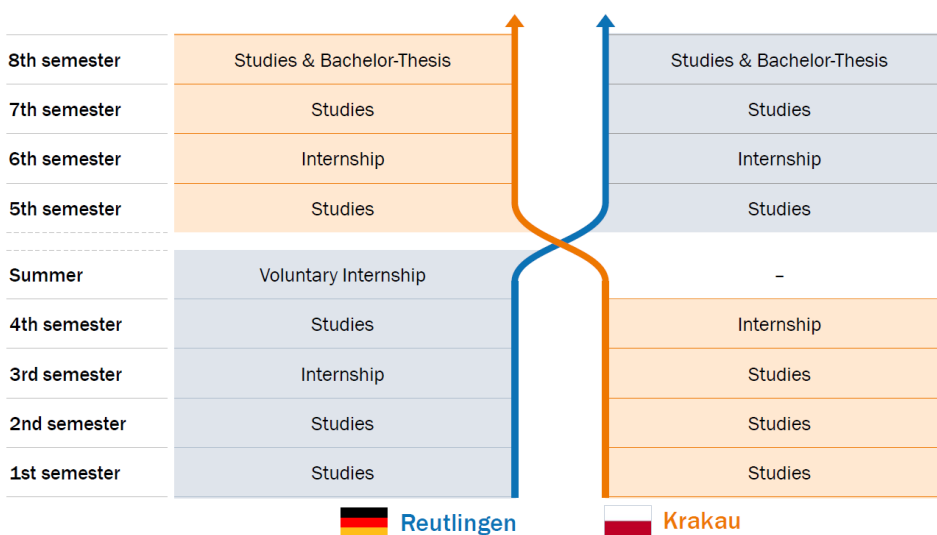 8th semester Studies & Bachelor-Thesis Studies & Bachelor-Thesis
7th semester Studies Studies
6th semester Internship Internship
5th semester Studies Studies
Summer Voluntary Internship –
4th semester Studies Internship
3rd semester Internship Studies
2nd semester Studies Studies
1st semester Studies Studies
Reutlingen Krakau